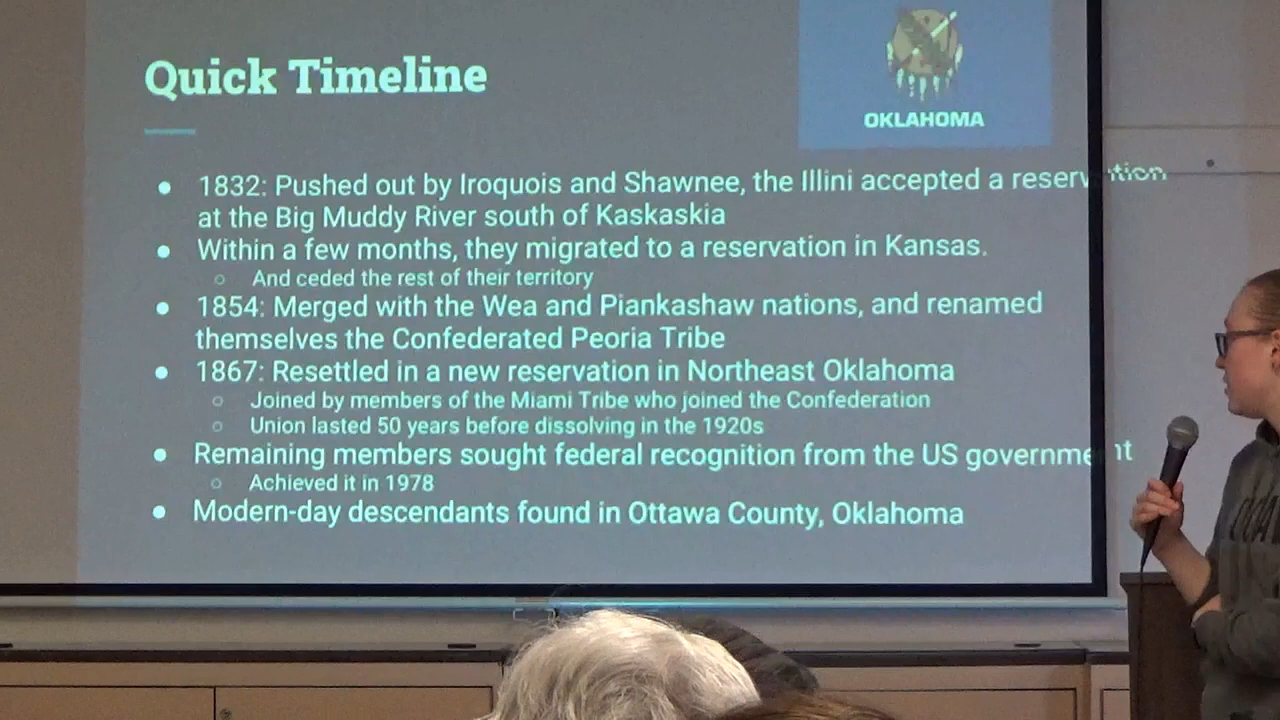 Quick Timeline
OKLAHOMA
● 1832: Pushed out by Iroquois and Shawnee, the Illini accepted a reservation
at the Big Muddy River south of Kaskaskia
● Within a few months, they migrated to a reservation in Kansas.
○ And ceded the rest of their territory
● 1854: Merged with the Wea and Piankashaw nations, and renamed
themselves the Confederated Peoria Tribe
● 1867: Resettled in a new reservation in Northeast Oklahoma
○ Joined by members of the Miami Tribe who joined the Confederation
○ Union lasted 50 years before dissolving in the 1920s
● Remaining members sought federal recognition from the US government
○ Achieved it in 1978
● Modern-day descendants found in Ottawa County, Oklahoma